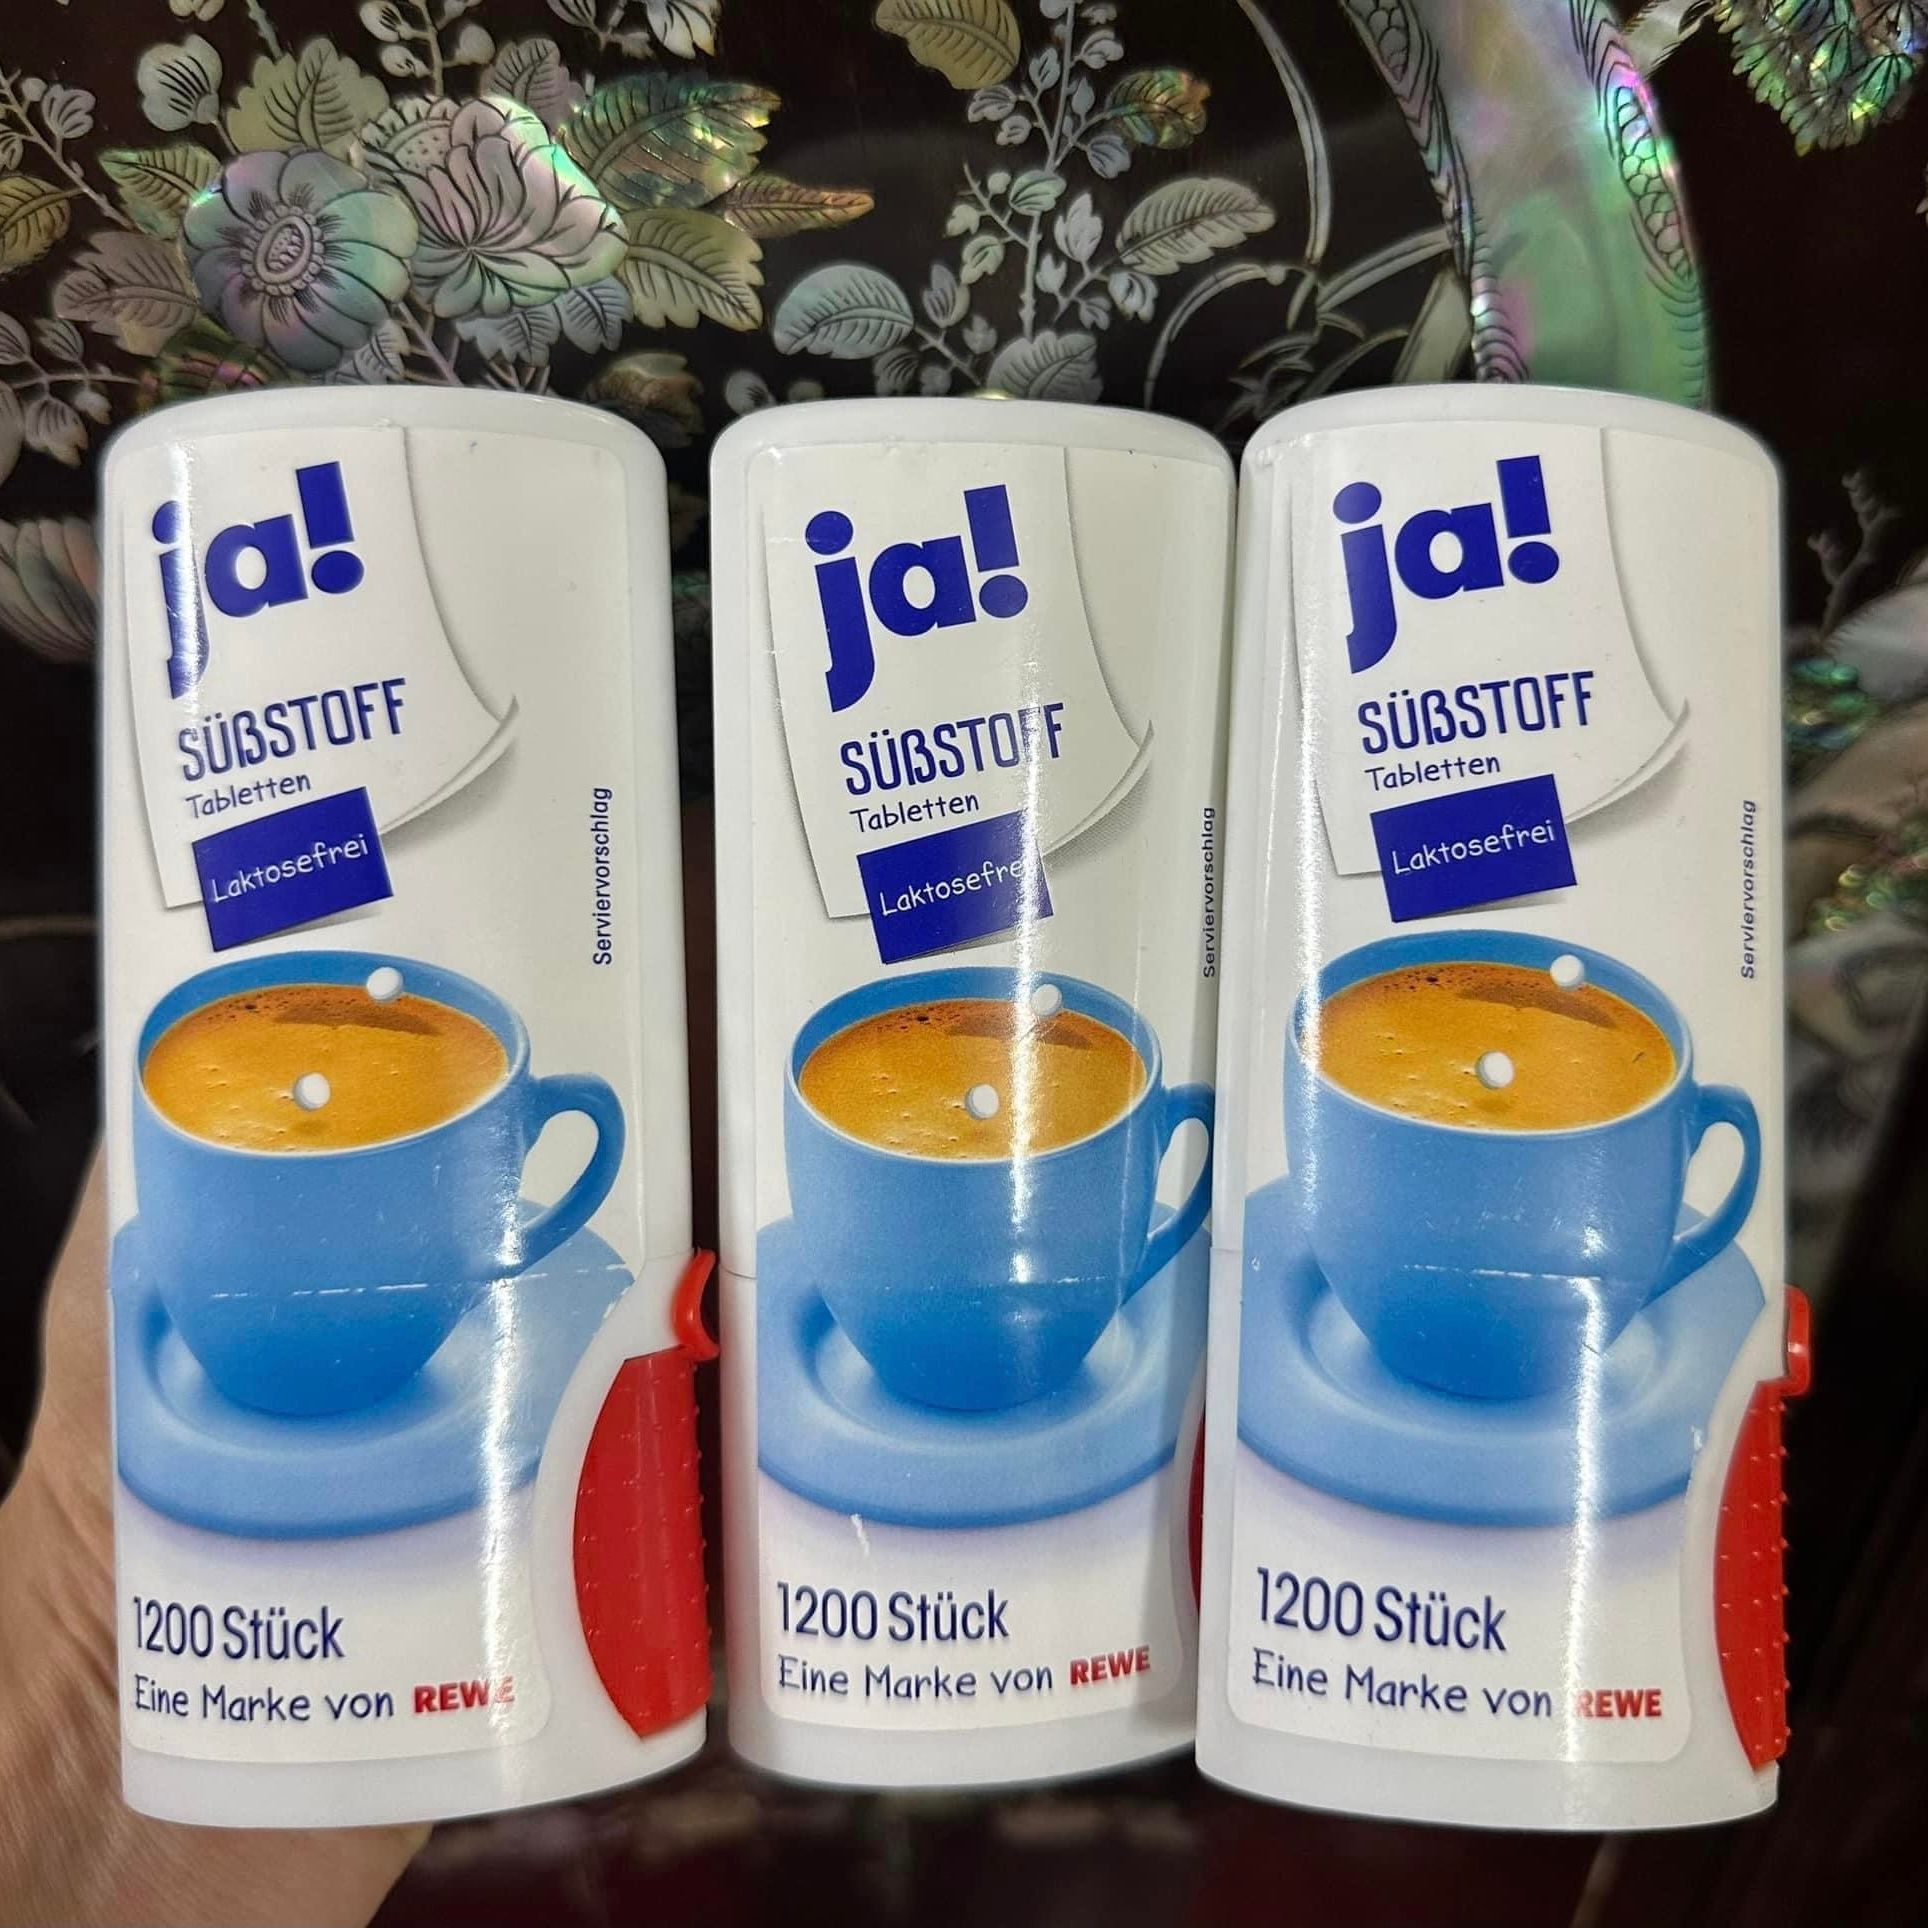 ja!
SÜßSTOFF
Tabletten
Laktosefrei
Serviervorschlag
1200 Stück
Eine Marke von REWE
ja!
SÜßSTOFF
Tabletten
Laktosefrei
Serviervorschlag
1200 Stück
Eine Marke von REWE
ja!
SÜßSTOFF
Tabletten
Laktosefrei
Serviervorschlag
1200 Stück
Eine Marke von REWE